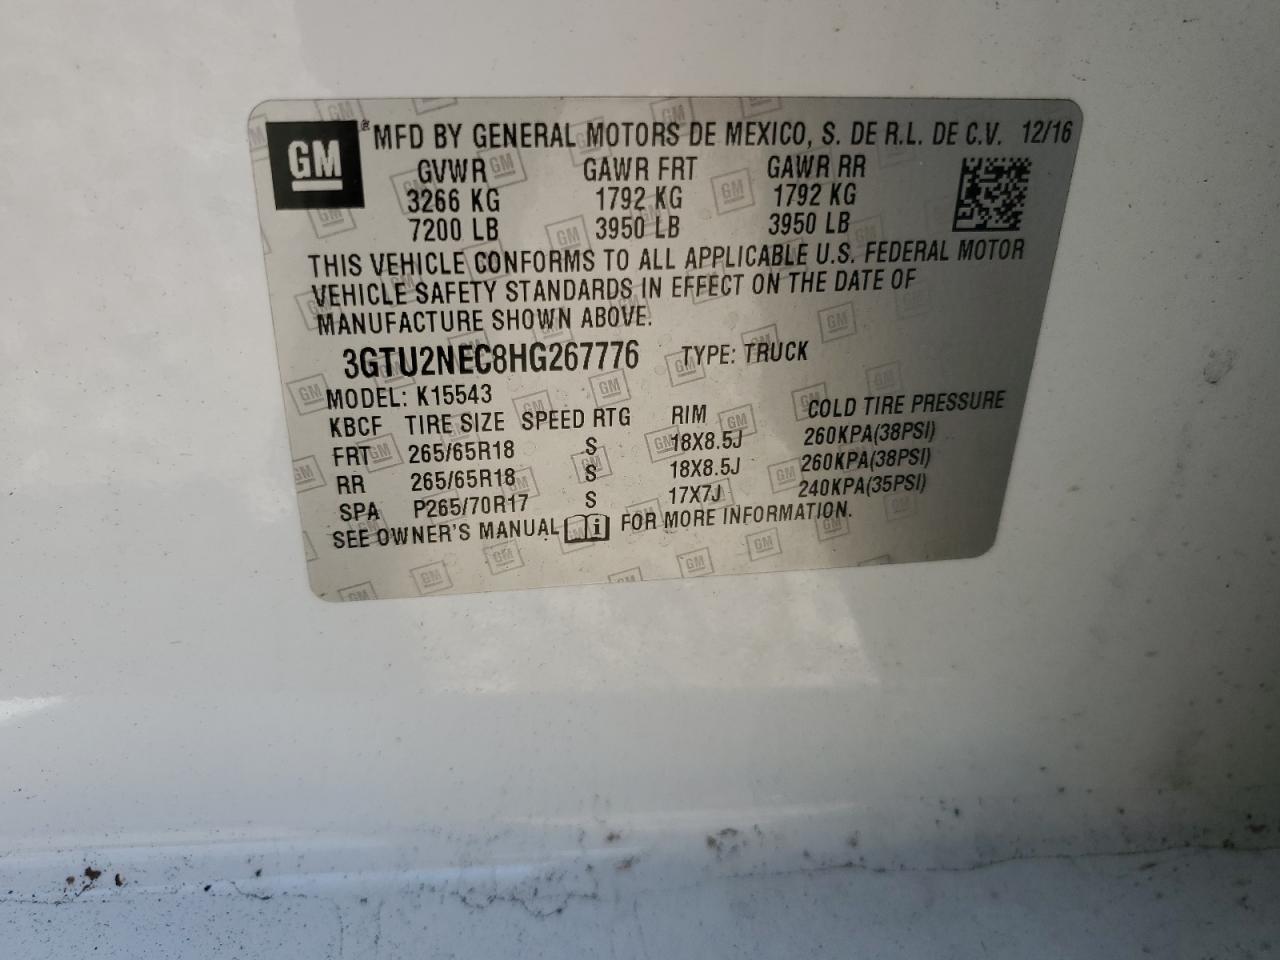 GM
MFD BY GENERAL MOTORS DE MEXICO, S. DE R.L. DE C.V. 12/16
GVWR GAWR FRT GAWR RR
3266 KG 1792 KG 1792 KG
7200 LB 3950 LB 3950 LB
THIS VEHICLE CONFORMS TO ALL APPLICABLE U.S. FEDERAL MOTOR
VEHICLE SAFETY STANDARDS IN EFFECT ON THE DATE OF
MANUFACTURE SHOWN ABOVE.
3GTU2NEC8HG267776 TYPE: TRUCK
MODEL: K15543
KBCF TIRE SIZE SPEED RTG RIM COLD TIRE PRESSURE
FRT 265/65R18 S 18X8.5J 260KPA(38PSI)
RR 265/65R18 S 18X8.5J 260KPA(38PSI)
SPA P265/70R17 S 17X7J 240KPA(35PSI)
SEE OWNER'S MANUAL i FOR MORE INFORMATION.